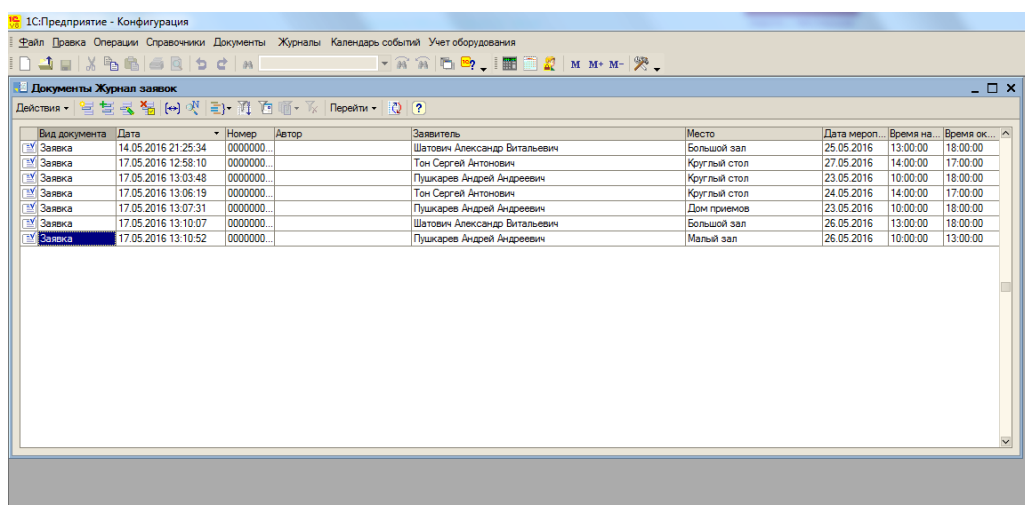 1С:Предприятие - Конфигурация
Файл Правка Операции Справочники Документы Журналы Календарь событий Учет оборудования
M M+ M-
Документы Журнал заявок
Действия Перейти
Вид документа Дата Номер Автор Заявитель Место Дата мероп... Время на... Время ок...
Заявка 14.05.2016 21:25:34 0000000... Шатович Александр Витальевич Большой зал 25.05.2016 13:00:00 18:00:00
Заявка 17.05.2016 12:58:10 0000000... Тон Сергей Антонович Круглый стол 27.05.2016 14:00:00 17:00:00
Заявка 17.05.2016 13:03:48 0000000... Пушкарев Андрей Андреевич Круглый стол 23.05.2016 10:00:00 18:00:00
Заявка 17.05.2016 13:06:19 0000000... Тон Сергей Антонович Круглый стол 24.05.2016 14:00:00 17:00:00
Заявка 17.05.2016 13:07:31 0000000... Пушкарев Андрей Андреевич Дом приемов 23.05.2016 10:00:00 18:00:00
Заявка 17.05.2016 13:10:07 0000000... Шатович Александр Витальевич Большой зал 26.05.2016 13:00:00 18:00:00
Заявка 17.05.2016 13:10:52 0000000... Пушкарев Андрей Андреевич Малый зал 26.05.2016 10:00:00 13:00:00